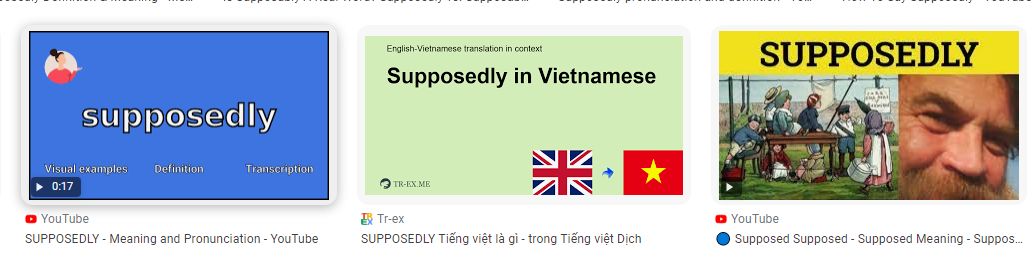 supposedly
Visual examples Definition Transcription
0:17
YouTube
SUPPOSEDLY - Meaning and Pronunciation - YouTube
English-Vietnamese translation in context
Supposedly in Vietnamese
TR-EX.ME
Tr-ex
SUPPOSEDLY Tiếng việt là gì - trong Tiếng việt Dịch
SUPPOSEDLY
YouTube
Supposed Supposed - Supposed Meaning - Suppos...